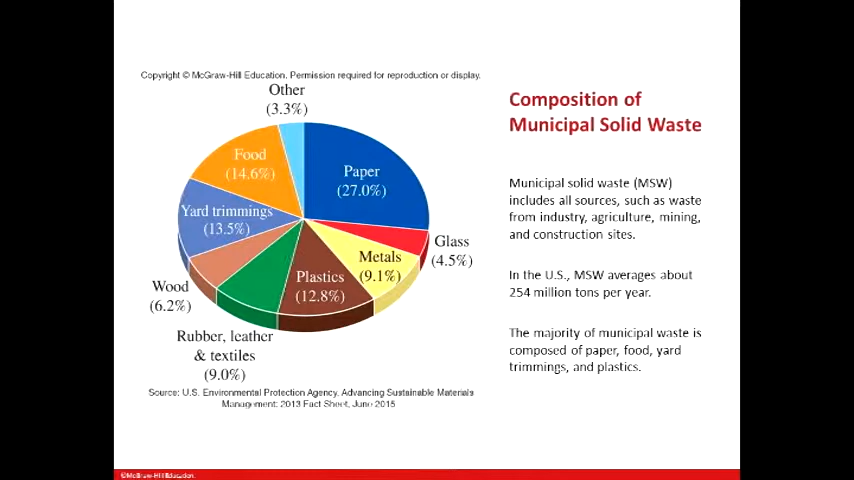 Copyright © McGraw-Hill Education. Permission required for reproduction or display.
Other
(3.3%)
Food
(14.6%)
Paper
(27.0%)
Yard trimmings
(13.5%)
Glass
(4.5%)
Metals
(9.1%)
Plastics
(12.8%)
Wood
(6.2%)
Rubber, leather
& textiles
(9.0%)
Source: U.S. Environmental Protection Agency. Advancing Sustainable Materials
Management: 2013 Fact Sheet, June 2015
Composition of
Municipal Solid Waste
Municipal solid waste (MSW)
includes all sources, such as waste
from industry, agriculture, mining,
and construction sites.
In the U.S., MSW averages about
254 million tons per year.
The majority of municipal waste is
composed of paper, food, yard
trimmings, and plastics.
©McGraw-Hill Education.